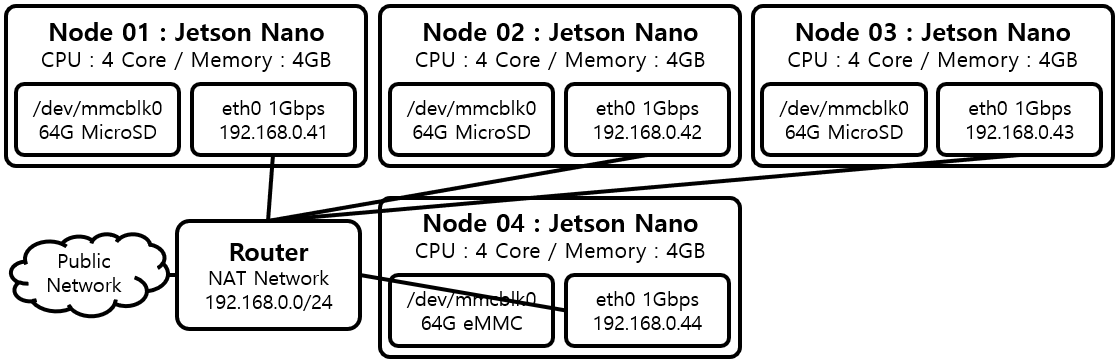 Node 01 : Jetson Nano
CPU : 4 Core / Memory : 4GB
/dev/mmcblk0
64G MicroSD
eth0 1Gbps
192.168.0.41
Node 02 : Jetson Nano
CPU : 4 Core / Memory : 4GB
/dev/mmcblk0
64G MicroSD
eth0 1Gbps
192.168.0.42
Node 03 : Jetson Nano
CPU : 4 Core / Memory : 4GB
/dev/mmcblk0
64G MicroSD
eth0 1Gbps
192.168.0.43
Public
Network
Router
NAT Network
192.168.0.0/24
Node 04 : Jetson Nano
CPU : 4 Core / Memory : 4GB
/dev/mmcblk0
64G eMMC
eth0 1Gbps
192.168.0.44